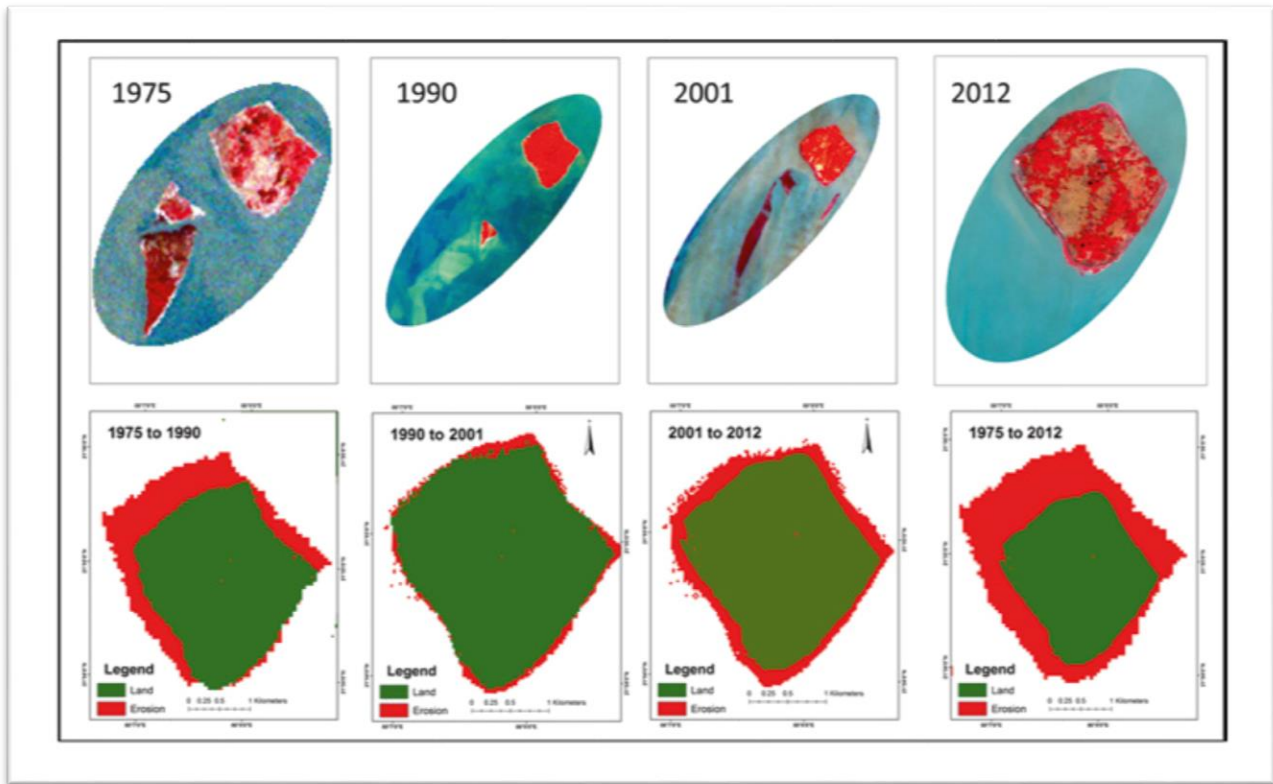 1975
1990
2001
2012
1975 to 1990
Legend
Land
Erosion
0 0.25 0.5 1 Kilometers
1990 to 2001
Legend
Land
Erosion
0 0.25 0.5 1 Kilometers
2001 to 2012
Legend
Land
Erosion
0 0.25 0.5 1 Kilometers
1975 to 2012
Legend
Land
Erosion
0 0.25 0.5 1 Kilometers